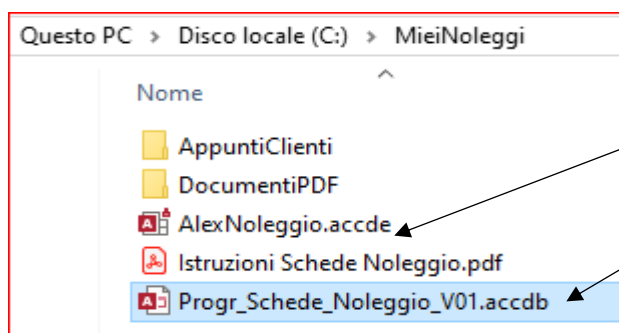 Questo PC > Disco locale (C:) > MieiNoleggi
Nome
AppuntiClienti
DocumentiPDF
AlexNoleggio.accde
Istruzioni Schede Noleggio.pdf
Progr_Schede_Noleggio_V01.accdb